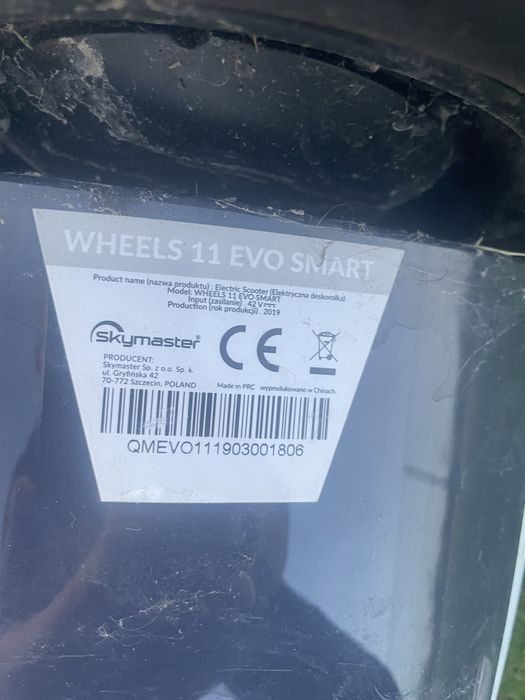 WHEELS 11 EVO SMART
Product name (nazwa produktu) : Electric Scooter (Elektryczna deskorolka)
Model: WHEELS 11 EVO SMART
Input (zasilanie) . 42 V⎓
Production (rok produkcji) . 2019
skymaster®
CE
PRODUCENT:
Skymaster Sp. z o.o. Sp. k.
ul. Gryfińska 42
70-772 Szczecin, POLAND
Made in PRC wyprodukowano w Chinach.
QMEVO111903001806